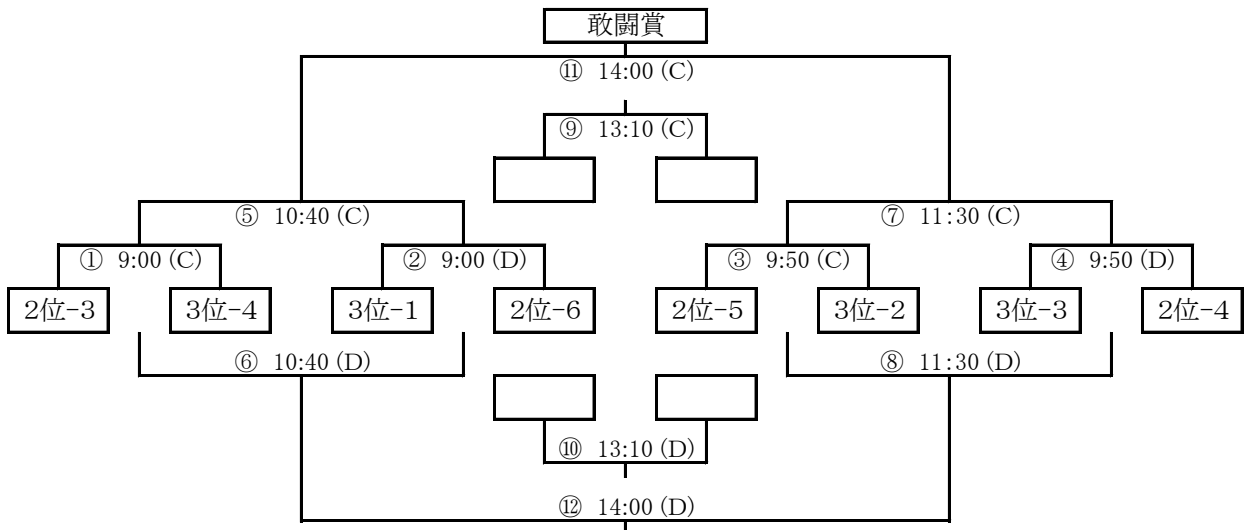 敢闘賞
⑪ 14:00 (C)
⑨ 13:10 (C)
⑤ 10:40 (C) ⑦ 11:30 (C)
① 9:00 (C) ② 9:00 (D) ③ 9:50 (C) ④ 9:50 (D)
2位-3 3位-4 3位-1 2位-6 2位-5 3位-2 3位-3 2位-4
⑥ 10:40 (D) ⑧ 11:30 (D)
⑩ 13:10 (D)
⑫ 14:00 (D)